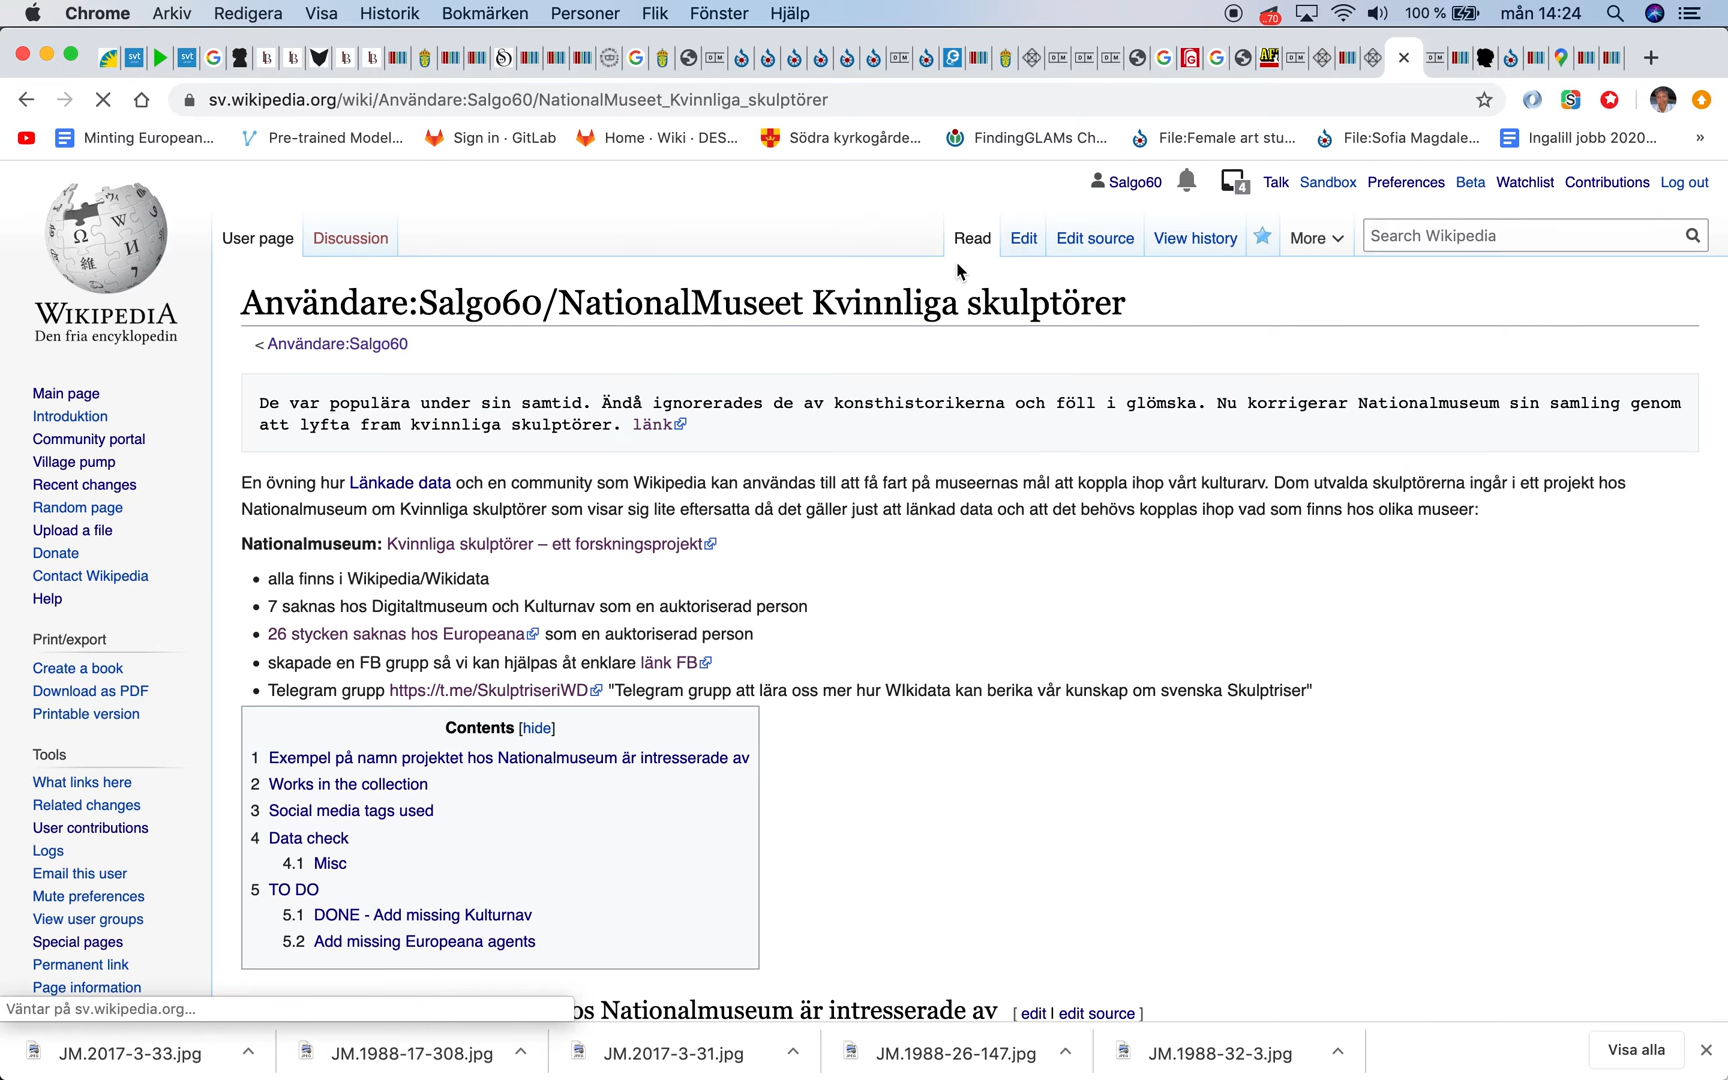 Chrome Arkiv Redigera Visa Historik Bokmärken Personer Flik Fönster Hjälp 70 100 % mån 14:24
sv.wikipedia.org/wiki/Användare:Salgo60/NationalMuseet_Kvinnliga_skulptörer
Minting European... Pre-trained Model... Sign in · GitLab Home · Wiki · DES... Södra kyrkogårde... FindingGLAMs Ch... File:Female art stu... File:Sofia Magdale... Ingalill jobb 2020... »
Salgo60 4 Talk Sandbox Preferences Beta Watchlist Contributions Log out
User page Discussion Read Edit Edit source View history More Search Wikipedia
WIKIPEDIA
Den fria encyklopedin
Main page
Introduktion
Community portal
Village pump
Recent changes
Random page
Upload a file
Donate
Contact Wikipedia
Help
Print/export
Create a book
Download as PDF
Printable version
Tools
What links here
Related changes
User contributions
Logs
Email this user
Mute preferences
View user groups
Special pages
Permanent link
Page information
Användare:Salgo60/NationalMuseet Kvinnliga skulptörer
< Användare:Salgo60
De var populära under sin samtid. Ändå ignorerades de av konsthistorikerna och föll i glömska. Nu korrigerar Nationalmuseum sin samling genom
att lyfta fram kvinnliga skulptörer. länk
En övning hur Länkade data och en community som Wikipedia kan användas till att få fart på museernas mål att koppla ihop vårt kulturarv. Dom utvalda skulptörerna ingår i ett projekt hos
Nationalmuseum om Kvinnliga skulptörer som visar sig lite eftersatta då det gäller just att länkad data och att det behövs kopplas ihop vad som finns hos olika museer:
Nationalmuseum: Kvinnliga skulptörer – ett forskningsprojekt
• alla finns i Wikipedia/Wikidata
• 7 saknas hos Digitaltmuseum och Kulturnav som en auktoriserad person
• 26 stycken saknas hos Europeana som en auktoriserad person
• skapade en FB grupp så vi kan hjälpas åt enklare länk FB
• Telegram grupp https://t.me/SkulptriseriWD "Telegram grupp att lära oss mer hur WIkidata kan berika vår kunskap om svenska Skulptriser"
Contents [hide]
1 Exempel på namn projektet hos Nationalmuseum är intresserade av
2 Works in the collection
3 Social media tags used
4 Data check
4.1 Misc
5 TO DO
5.1 DONE - Add missing Kulturnav
5.2 Add missing Europeana agents
os Nationalmuseum är intresserade av [ edit | edit source ]
Väntar på sv.wikipedia.org...
JM.2017-3-33.jpg JM.1988-17-308.jpg JM.2017-3-31.jpg JM.1988-26-147.jpg JM.1988-32-3.jpg Visa alla